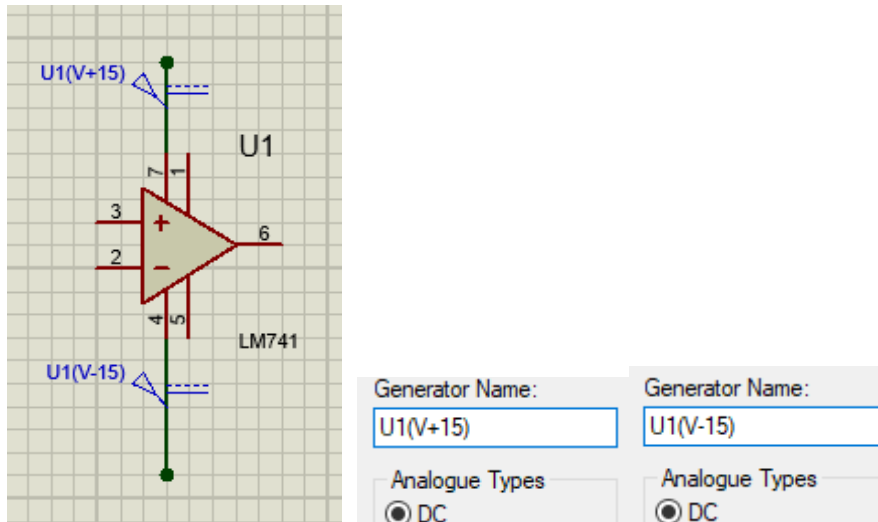 U1(V+15)
U1
7
1
3
+
6
2
−
4
5
LM741
U1(V-15)
Generator Name:
U1(V+15)
Analogue Types
DC
Generator Name:
U1(V-15)
Analogue Types
DC